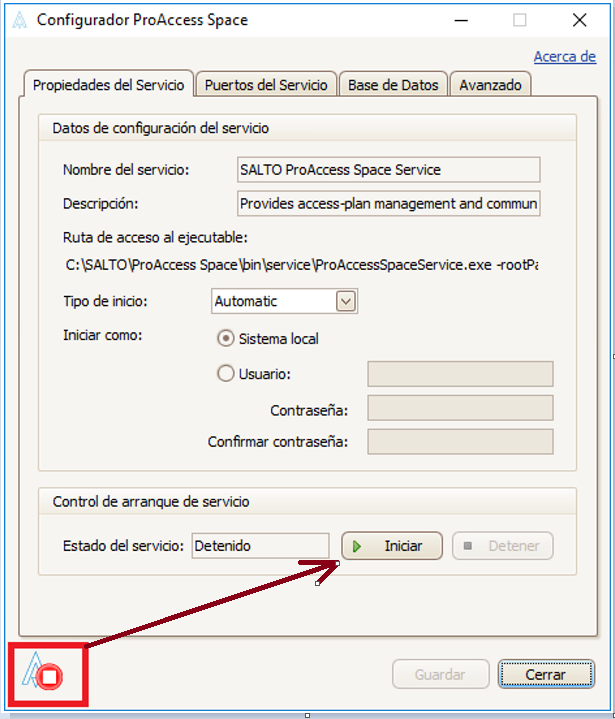 Configurador ProAccess Space
Acerca de
Propiedades del Servicio
Puertos del Servicio
Base de Datos
Avanzado
Datos de configuración del servicio
Nombre del servicio: SALTO ProAccess Space Service
Descripción: Provides access-plan management and commun
Ruta de acceso al ejecutable:
C:\SALTO\ProAccess Space\bin\service\ProAccessSpaceService.exe -rootPa
Tipo de inicio: Automatic
Iniciar como: Sistema local
Usuario:
Contraseña:
Confirmar contraseña:
Control de arranque de servicio
Estado del servicio: Detenido Iniciar Detener
Guardar Cerrar